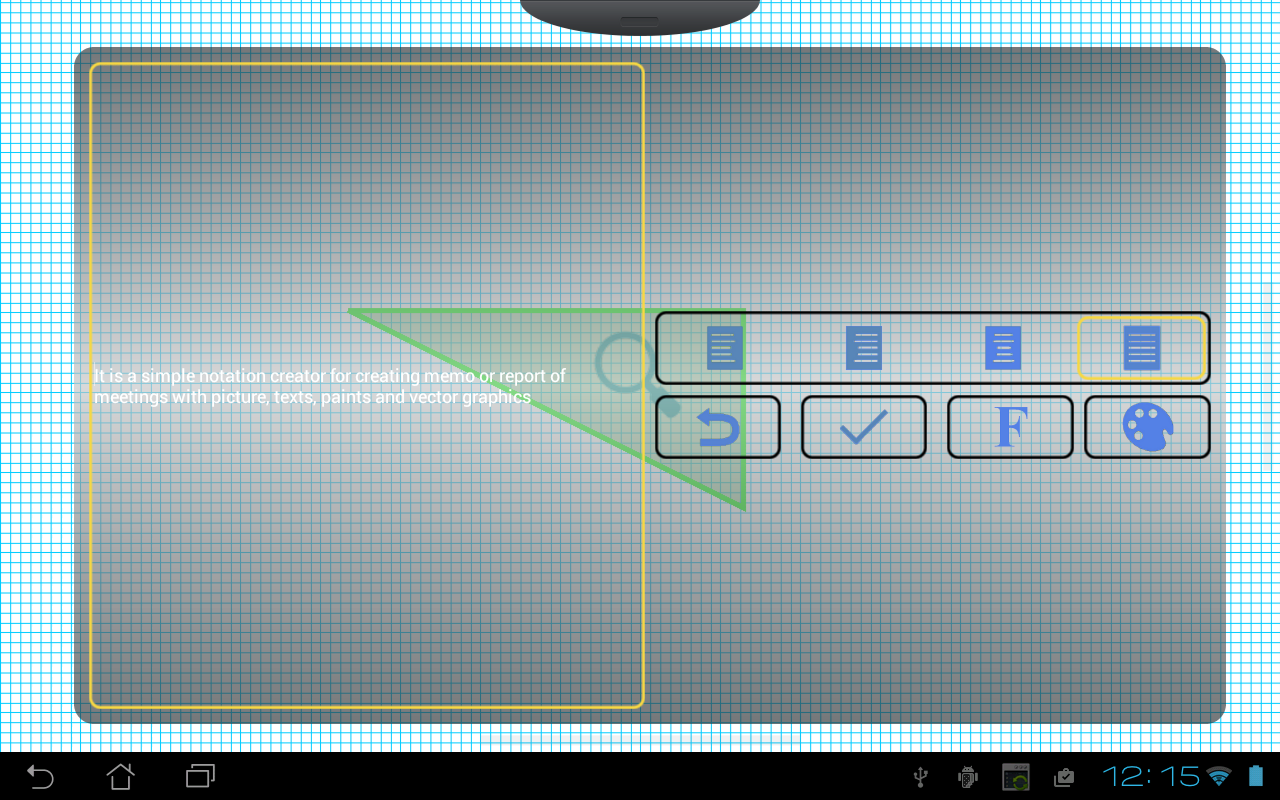 It is a simple notation creator for creating memo or report of
meetings with picture, texts, paints and vector graphics
F
12:15